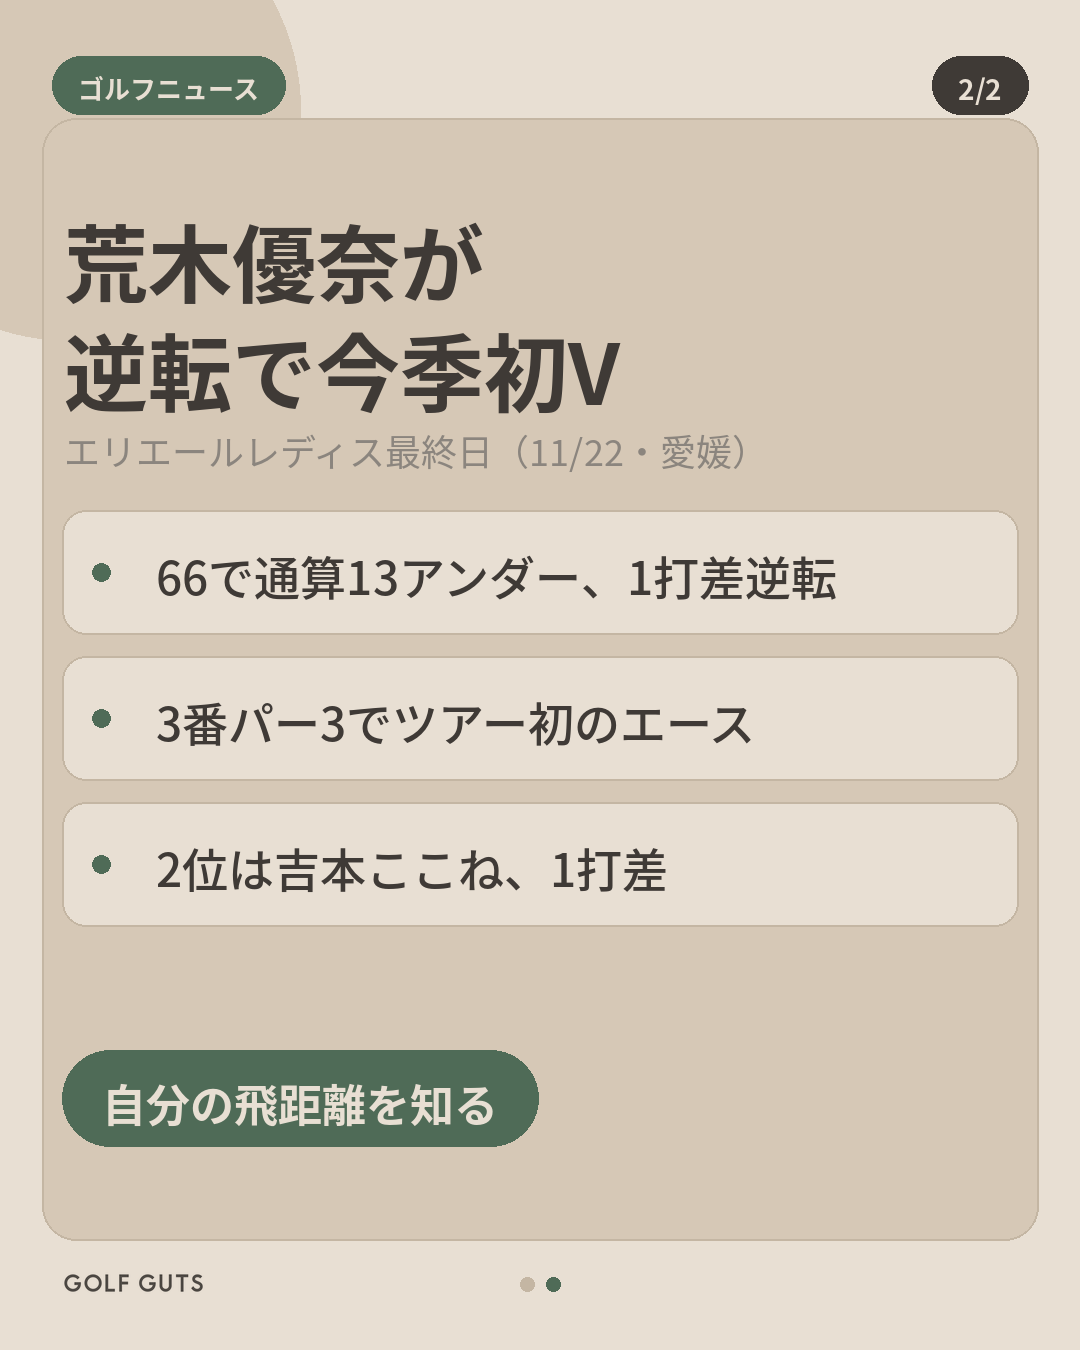 ゴルフニュース
2/2
荒木優奈が
逆転で今季初V
エリエールレディス最終日（11/22・愛媛）
66で通算13アンダー、1打差逆転
3番パー3でツアー初のエース
2位は吉本ここね、1打差
自分の飛距離を知る
GOLF GUTS